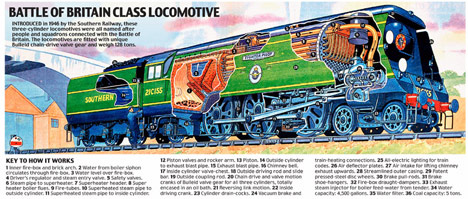 BATTLE OF BRITAIN CLASS LOCOMOTIVE
INTRODUCED in 1946 by the Southern Railway, these
three-cylinder locomotives were all named after
people and squadrons connected with the Battle of
Britain. The locomotives are fitted with unique
Bulleid chain-drive valve gear and weigh 128 tons.
SOUTHERN
21C155
KEY TO HOW IT WORKS
1 Inner fire-box and brick arch. 2 Water from boiler siphon
circulates through fire-box. 3 Water level over fire-box.
4 Driver's regulator and steam entry valve. 5 Safety valves.
6 Steam pipe to superheater. 7 Superheater header. 8 Super
heater boiler flues. 9 Fire-tubes. 10 Superheated steam pipe to
outside cylinder. 11 Superheated steam pipe to inside cylinder.
12 Piston valves and rocker arm. 13 Piston. 14 Outside cylinder
to exhaust blast pipe. 15 Exhaust blast pipe. 16 Chimney bell.
17 Inside cylinder valve-chest. 18 Outside driving rod and slide
bar. 19 Outside coupling rod. 20 Chain drive and valve motion
cranks of Bulleid valve gear for all three cylinders, totally
encased in an oil bath. 21 Reversing link motion. 22 Inside
driving crank. 23 Cylinder drain-cocks. 24 Vacuum brake and
train-heating connections. 25 All-electric lighting for train
codes. 26 Air deflector plates. 27 Air intake for lifting chimney
exhaust upwards. 28 Streamlined outer casing. 29 Patent
pressed steel disc wheels. 30 Brake pull rods. 31 Brake
shoe-hangers. 32 Fire-box draught-dampers. 33 Exhaust
steam injector for boiler feed-water from tender. 34 Water
capacity; 4,500 gallons. 35 Water filler. 36 Coal capacity: 5 tons.